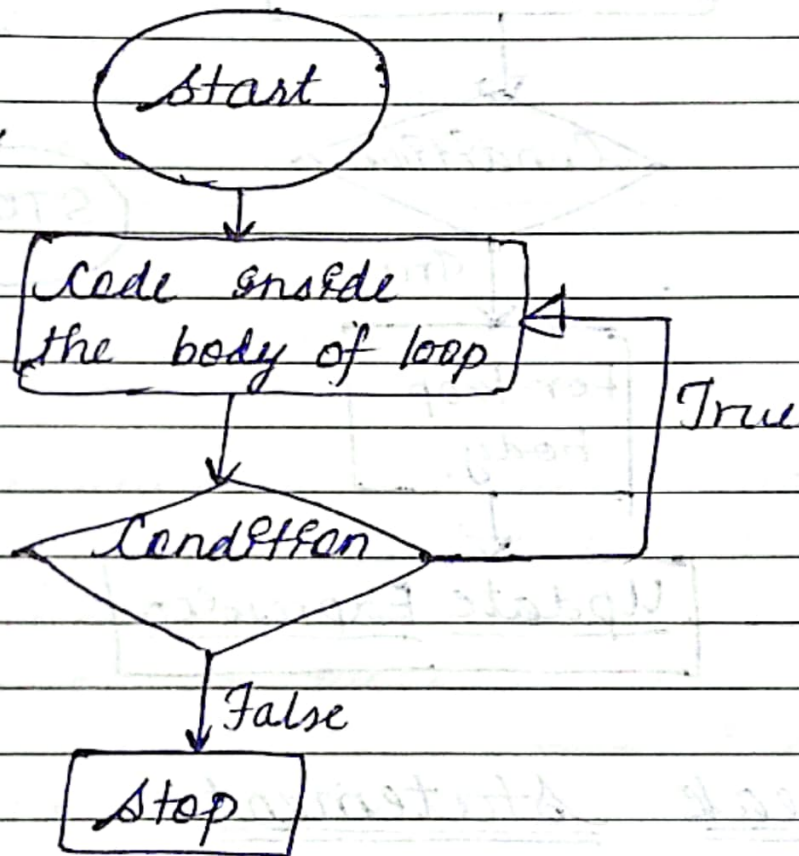 Start
Code inside
the body of loop
True
Condition
False
Stop